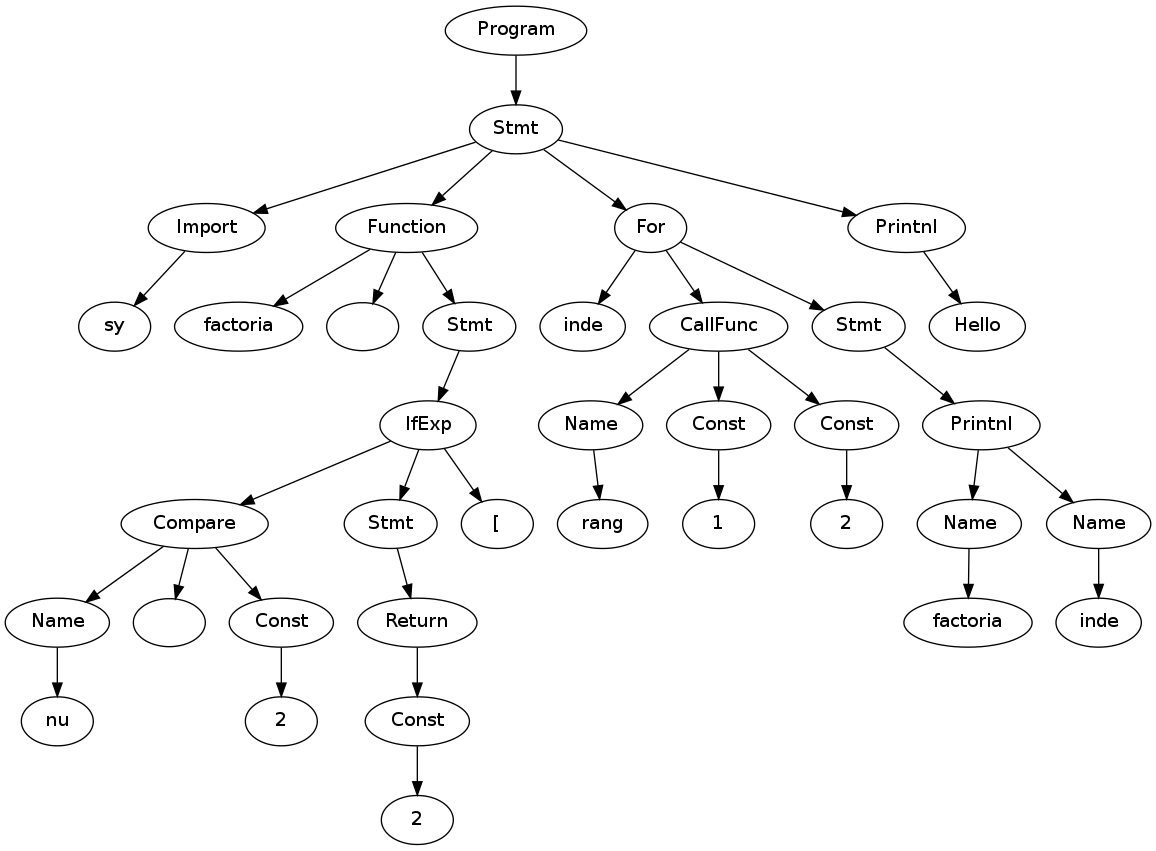 Program
Stmt
Import Function For Printnl
sy factoria Stmt inde CallFunc Stmt Hello
IfExp Name Const Const Printnl
Compare Stmt [ rang 1 2 Name Name
Name Const Return factoria inde
nu 2 Const
2